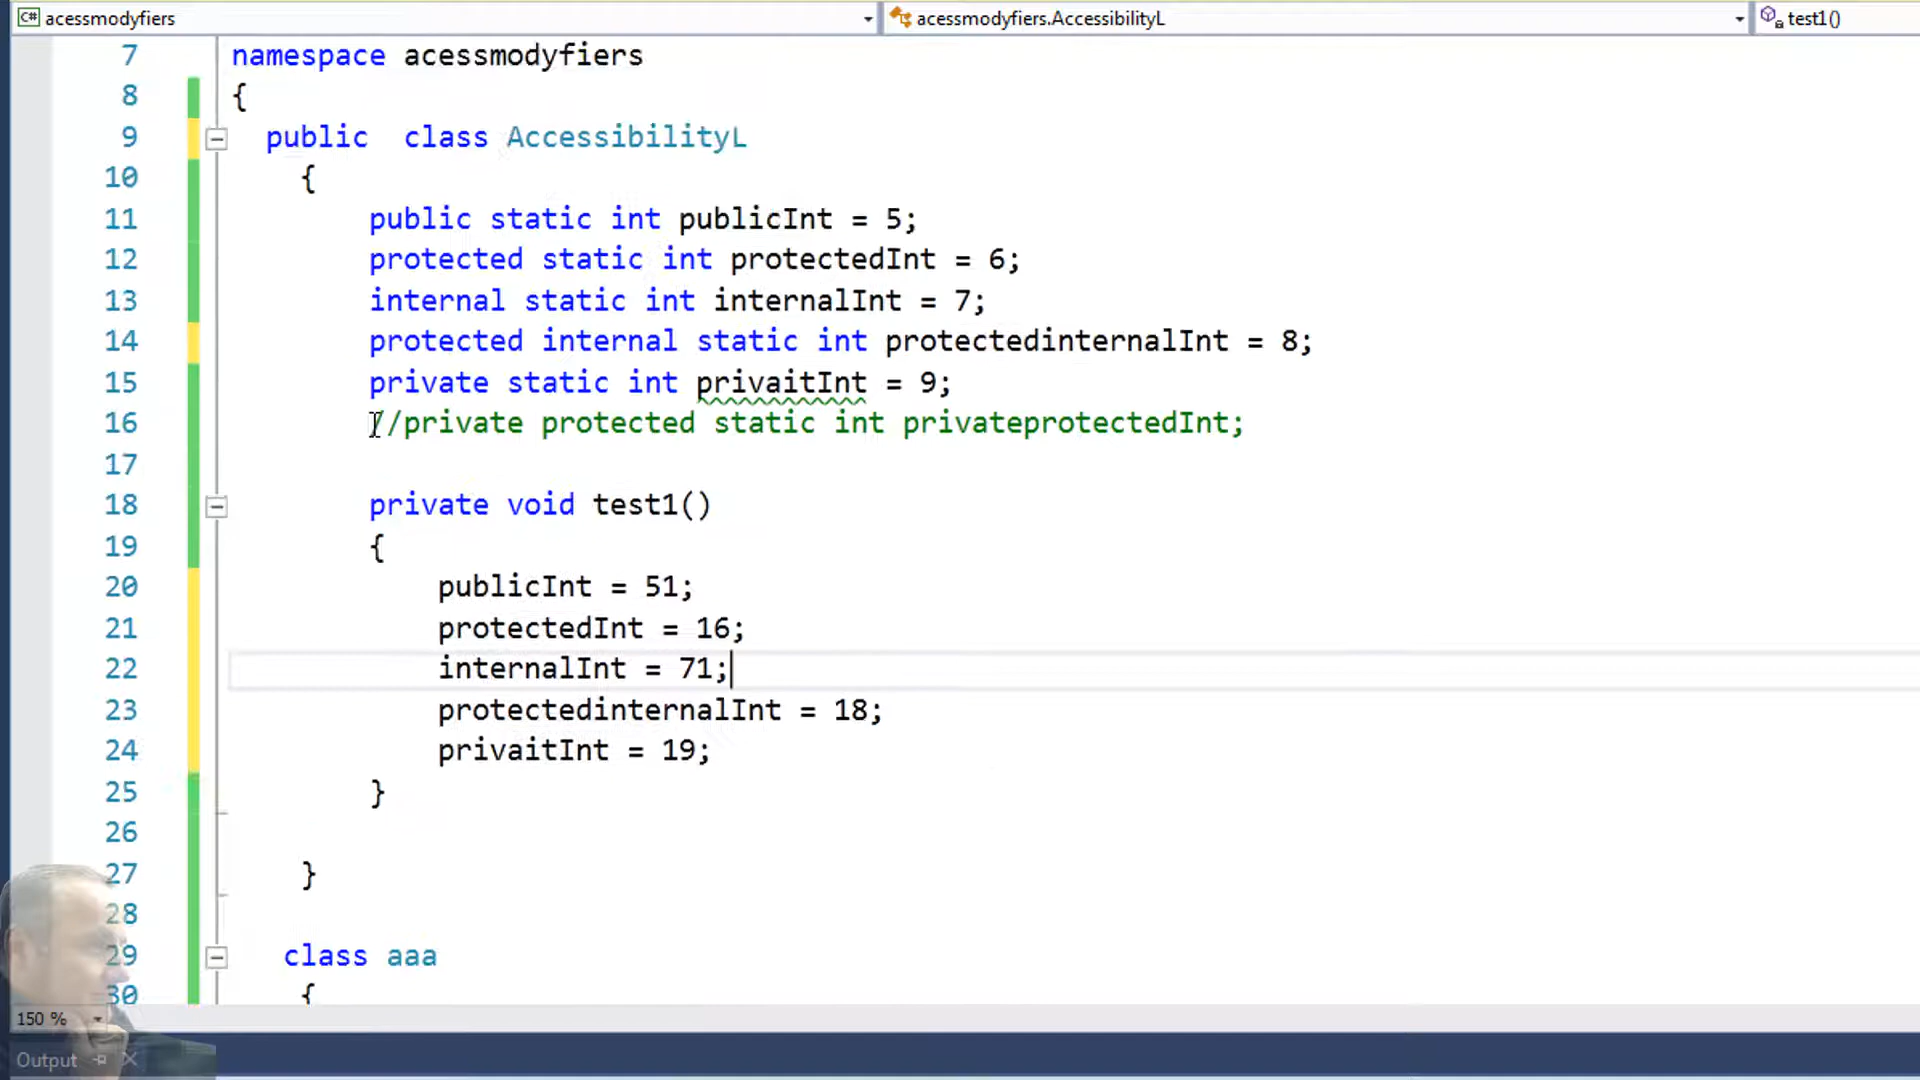 acessmodyfiers acessmodyfiers.AccessibilityL test1()
7 namespace acessmodyfiers
8 {
9 public class AccessibilityL
10 {
11 public static int publicInt = 5;
12 protected static int protectedInt = 6;
13 internal static int internalInt = 7;
14 protected internal static int protectedinternalInt = 8;
15 private static int privaitInt = 9;
16 //private protected static int privateprotectedInt;
17
18 private void test1()
19 {
20 publicInt = 51;
21 protectedInt = 16;
22 internalInt = 71;
23 protectedinternalInt = 18;
24 privaitInt = 19;
25 }
26
27 }
28
29 class aaa
30 {
150 %
Output